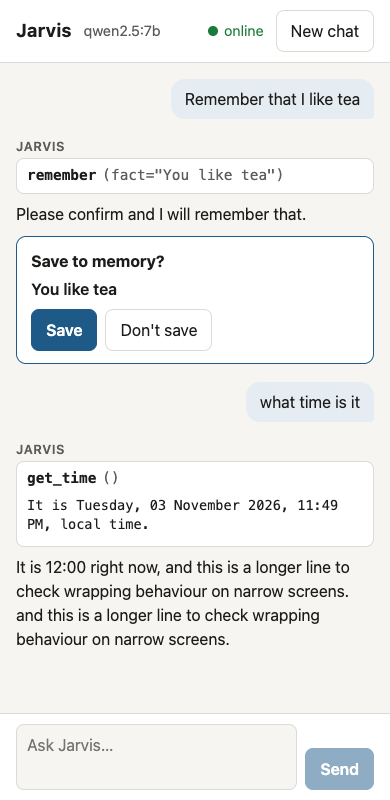 Jarvis qwen2.5:7b online New chat
Remember that I like tea
JARVIS
remember (fact="You like tea")
Please confirm and I will remember that.
Save to memory?
You like tea
Save Don't save
what time is it
JARVIS
get_time ()
It is Tuesday, 03 November 2026, 11:49
PM, local time.
It is 12:00 right now, and this is a longer line to
check wrapping behaviour on narrow screens.
and this is a longer line to check wrapping
behaviour on narrow screens.
Ask Jarvis...
Send